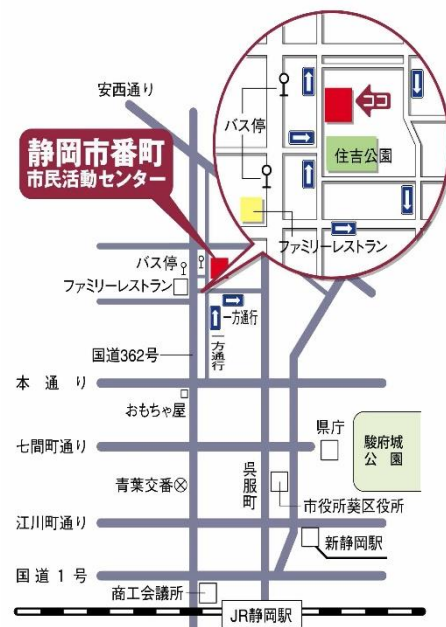 安西通り
静岡市番町
市民活動センター
バス停
ココ
住吉公園
ファミリーレストラン
バス停
ファミリーレストラン
一方通行
一方通行
国道362号
本通り
おもちゃ屋
七間町通り
県庁
駿府城
公園
青葉交番
呉服町
市役所葵区役所
江川町通り
新静岡駅
国道1号
商工会議所
JR静岡駅